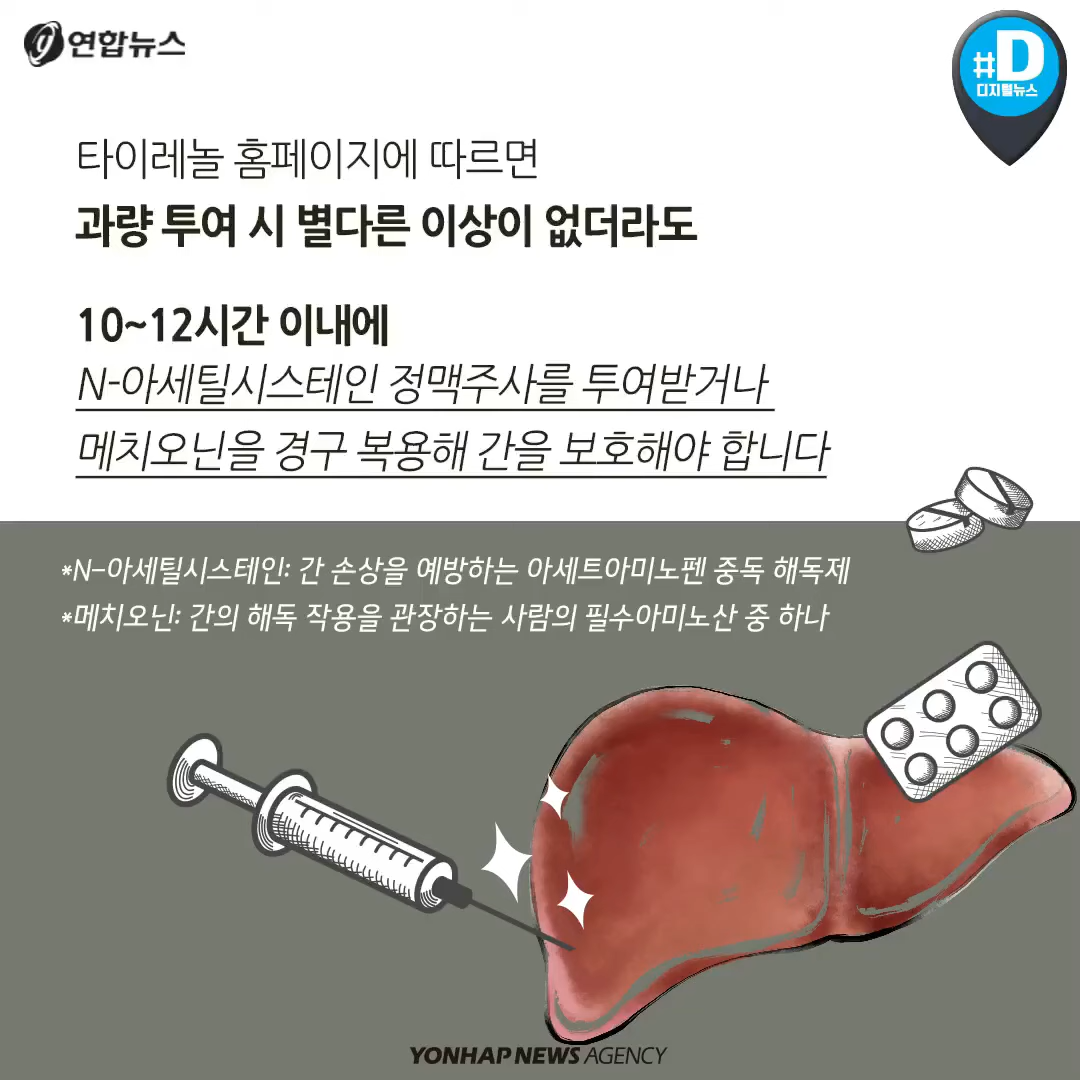 연합뉴스
#D
디지털뉴스
타이레놀 홈페이지에 따르면
과량 투여 시 별다른 이상이 없더라도
10~12시간 이내에
N-아세틸시스테인 정맥주사를 투여받거나
메치오닌을 경구 복용해 간을 보호해야 합니다
*N-아세틸시스테인: 간 손상을 예방하는 아세트아미노펜 중독 해독제
*메치오닌: 간의 해독 작용을 관장하는 사람의 필수아미노산 중 하나
YONHAP NEWS AGENCY